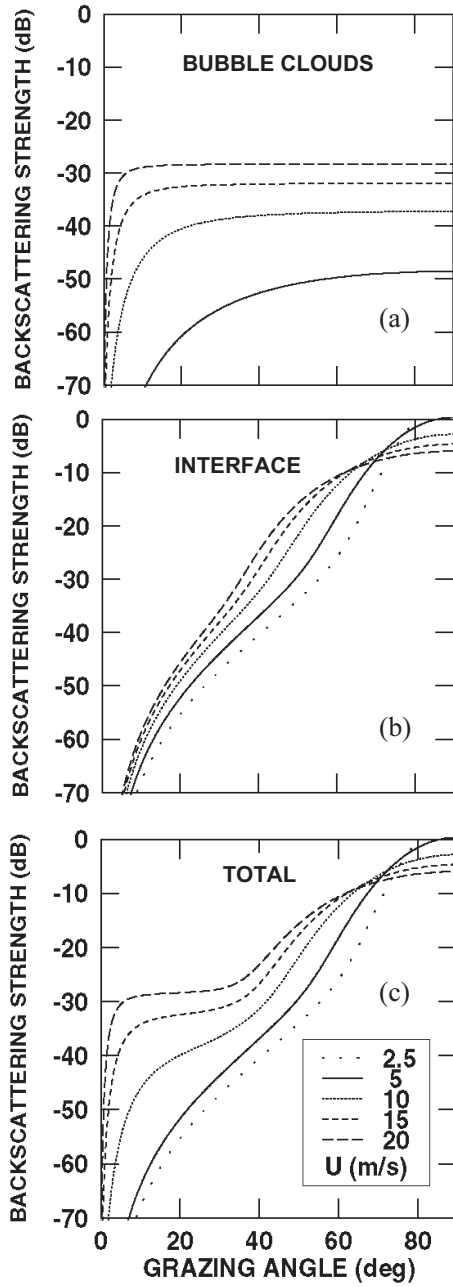 BACKSCATTERING STRENGTH (dB)
0
-10
-20
-30
-40
-50
-60
-70
BUBBLE CLOUDS
(a)
BACKSCATTERING STRENGTH (dB)
0
-10
-20
-30
-40
-50
-60
-70
INTERFACE
(b)
BACKSCATTERING STRENGTH (dB)
0
-10
-20
-30
-40
-50
-60
-70
TOTAL
(c)
2.5
5
10
15
20
U (m/s)
0 20 40 60 80
GRAZING ANGLE (deg)